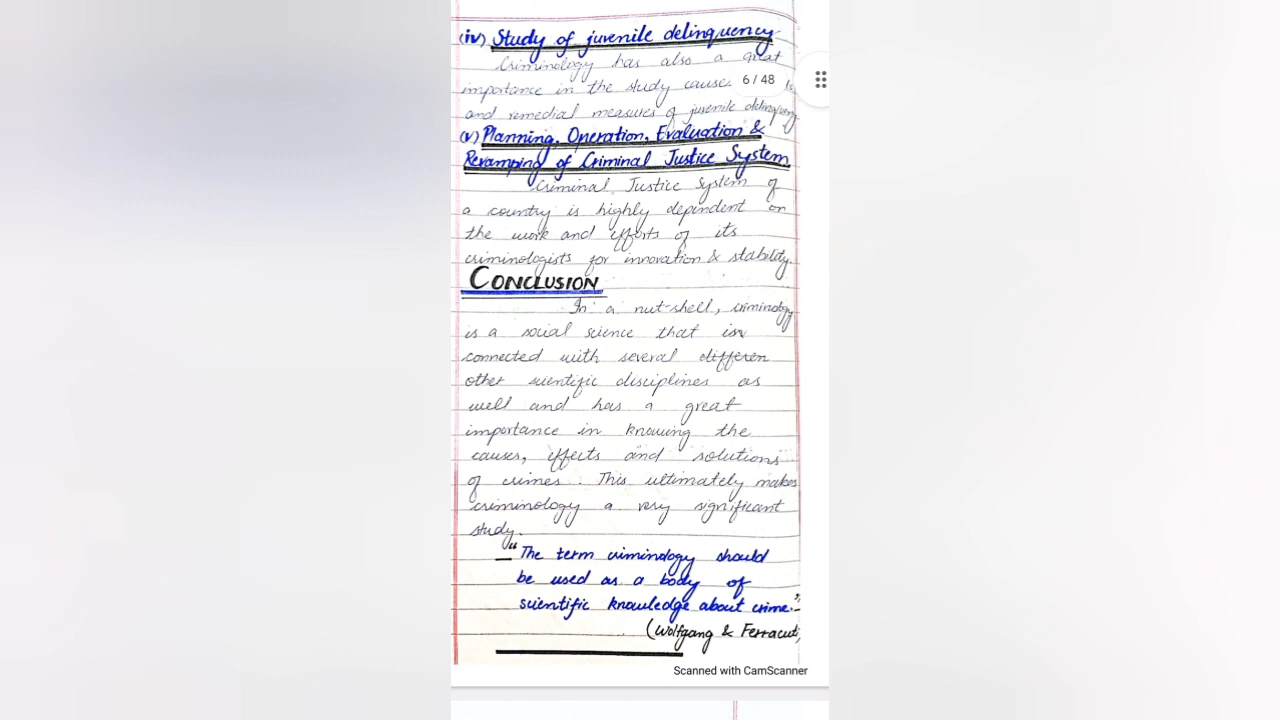 (iv) Study of juvenile delinquency
Criminology has also a great
importance in the study cause
6 / 48
and remedial measures of juvenile delinquency
(v) Planning, Operation, Evaluation &
Revamping of Criminal Justice System
Criminal Justice System of
a country is highly dependent on
the work and efforts of its
criminologists for innovation & stability.
CONCLUSION
In a nut-shell, criminology
is a social science that is
connected with several differen
other scientific disciplines as
well and has a great
importance in knowing the
causes, effects and solutions
of crimes. This ultimately makes
criminology a very significant
study.
"The term criminology should
be used as a body of
scientific knowledge about crime."
(Wolfgang & Ferracuti,
Scanned with CamScanner